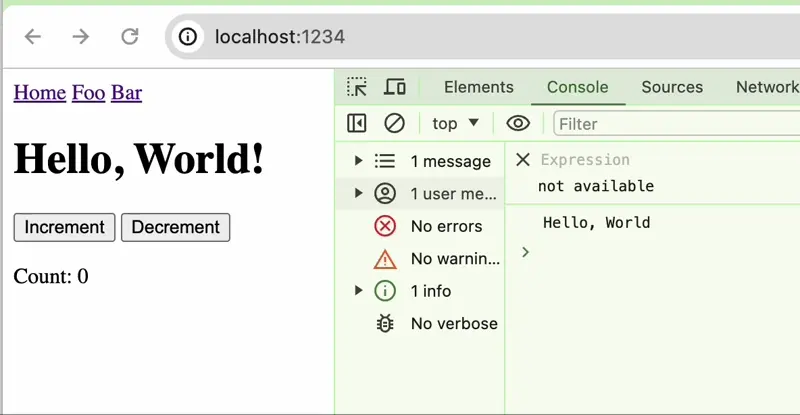 localhost:1234
Home Foo Bar
Hello, World!
Increment Decrement
Count: 0
Elements Console Sources Network
top Filter
1 message
1 user me...
No errors
No warnin...
1 info
No verbose
Expression
not available
Hello, World